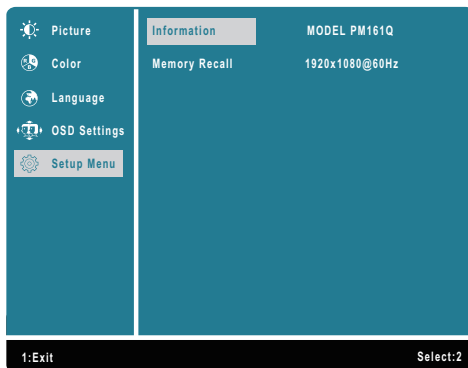 Picture
Color
Language
OSD Settings
Setup Menu
Information MODEL PM161Q
Memory Recall 1920x1080@60Hz
1:Exit Select:2